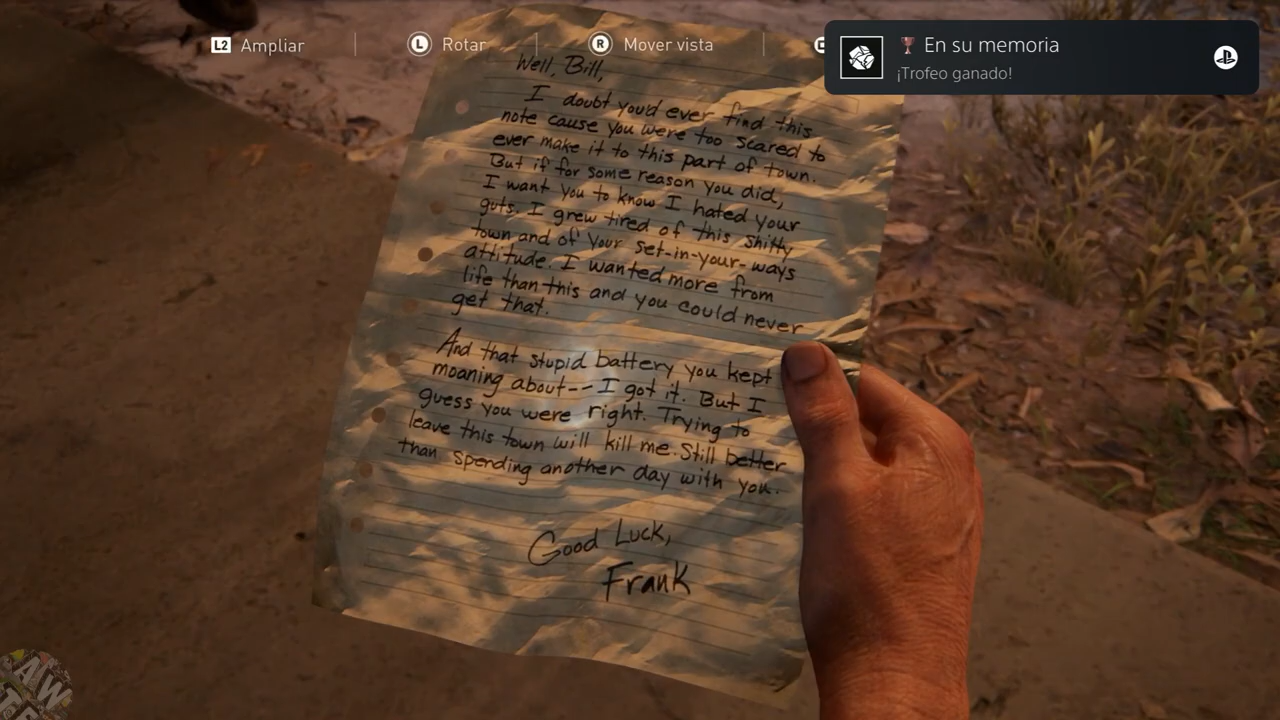 L2 Ampliar
L Rotar
R Mover vista
En su memoria
¡Trofeo ganado!
Well, Bill,
I doubt you'd ever find this
note cause you were too scared to
ever make it to this part of town.
But if for some reason you did,
I want you to know I hated your
guts. I grew tired of this shitty
town and of your set-in-your-ways
attitude. I wanted more from
life than this and you could never
get that.
And that stupid battery you kept
moaning about-- I got it. But I
guess you were right. Trying to
leave this town will kill me. Still better
than spending another day with you.
Good Luck,
Frank